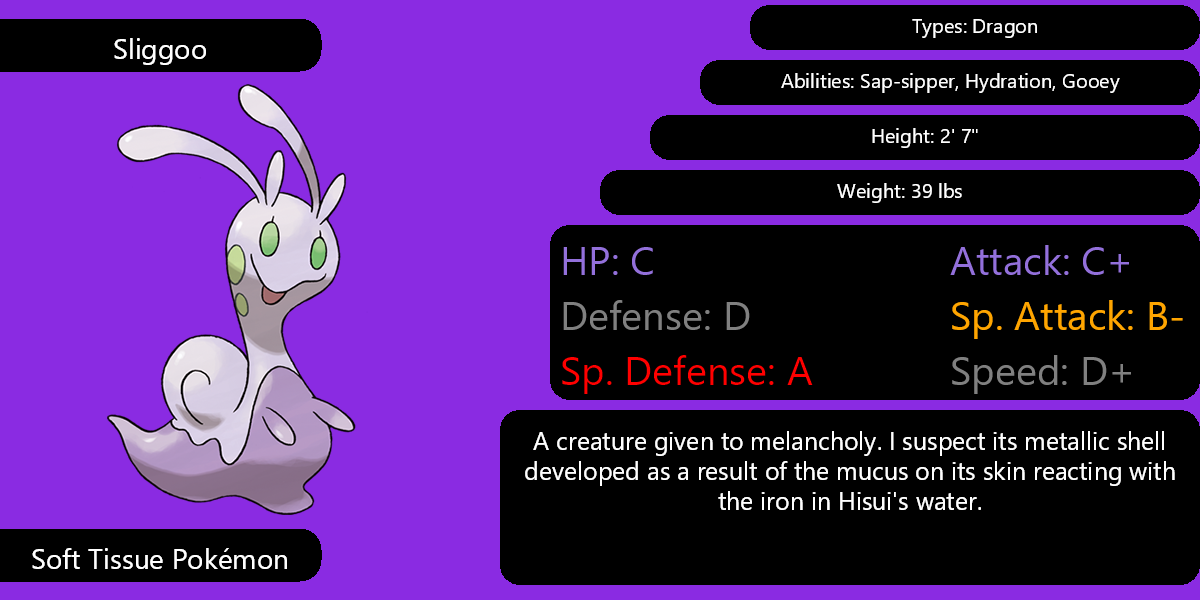 Sliggoo
Types: Dragon
Abilities: Sap-sipper, Hydration, Gooey
Height: 2' 7"
Weight: 39 lbs
HP: C
Attack: C+
Defense: D
Sp. Attack: B-
Sp. Defense: A
Speed: D+
A creature given to melancholy. I suspect its metallic shell
developed as a result of the mucus on its skin reacting with
the iron in Hisui's water.
Soft Tissue Pokémon